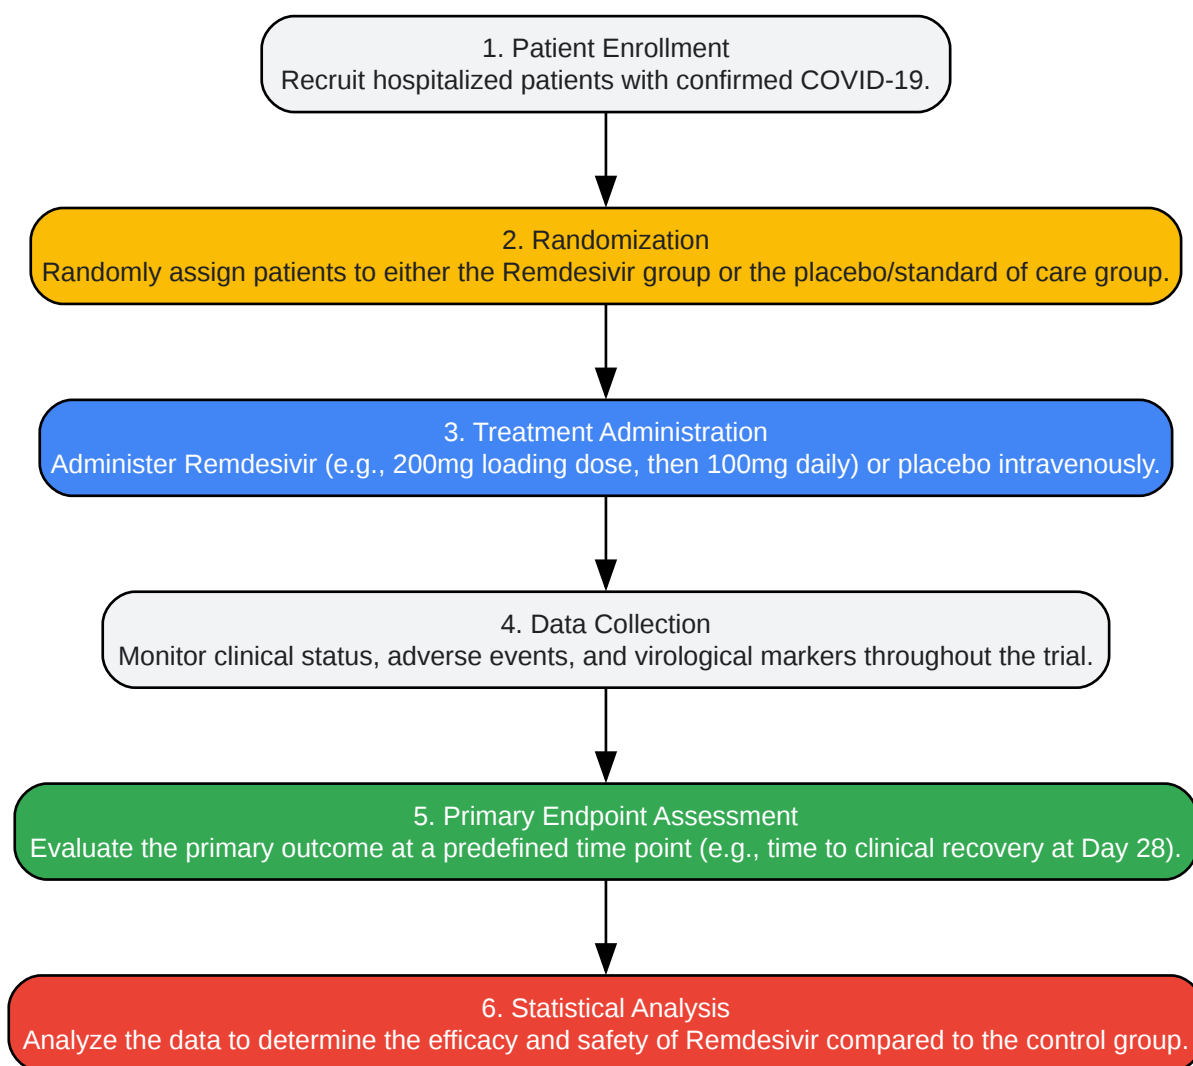 1. Patient Enrollment
Recruit hospitalized patients with confirmed COVID-19.
2. Randomization
Randomly assign patients to either the Remdesivir group or the placebo/standard of care group.
3. Treatment Administration
Administer Remdesivir (e.g., 200mg loading dose, then 100mg daily) or placebo intravenously.
4. Data Collection
Monitor clinical status, adverse events, and virological markers throughout the trial.
5. Primary Endpoint Assessment
Evaluate the primary outcome at a predefined time point (e.g., time to clinical recovery at Day 28).
6. Statistical Analysis
Analyze the data to determine the efficacy and safety of Remdesivir compared to the control group.